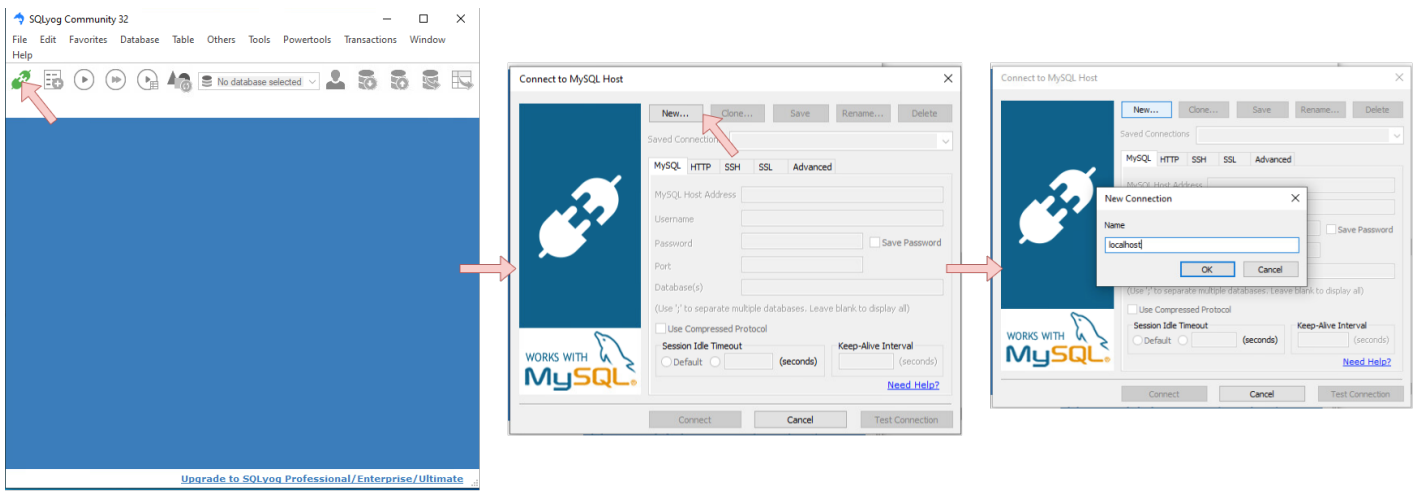 SQLyog Community 32
File Edit Favorites Database Table Others Tools Powertools Transactions Window
Help
No database selected
Upgrade to SQLyog Professional/Enterprise/Ultimate
Connect to MySQL Host
New... Clone... Save Rename... Delete
Saved Connections
MySQL HTTP SSH SSL Advanced
MySQL Host Address
Username
Password Save Password
Port
Database(s)
(Use ';' to separate multiple databases. Leave blank to display all)
Use Compressed Protocol
Session Idle Timeout Keep-Alive Interval
Default (seconds) (seconds)
Need Help?
WORKS WITH
MySQL
Connect Cancel Test Connection
Connect to MySQL Host
New... Clone... Save Rename... Delete
Saved Connections
MySQL HTTP SSH SSL Advanced
MySQL Host Address
New Connection
Name
localhost
OK Cancel
Save Password
(Use ';' to separate multiple databases. Leave blank to display all)
Use Compressed Protocol
Session Idle Timeout Keep-Alive Interval
Default (seconds) (seconds)
Need Help?
WORKS WITH
MySQL
Connect Cancel Test Connection